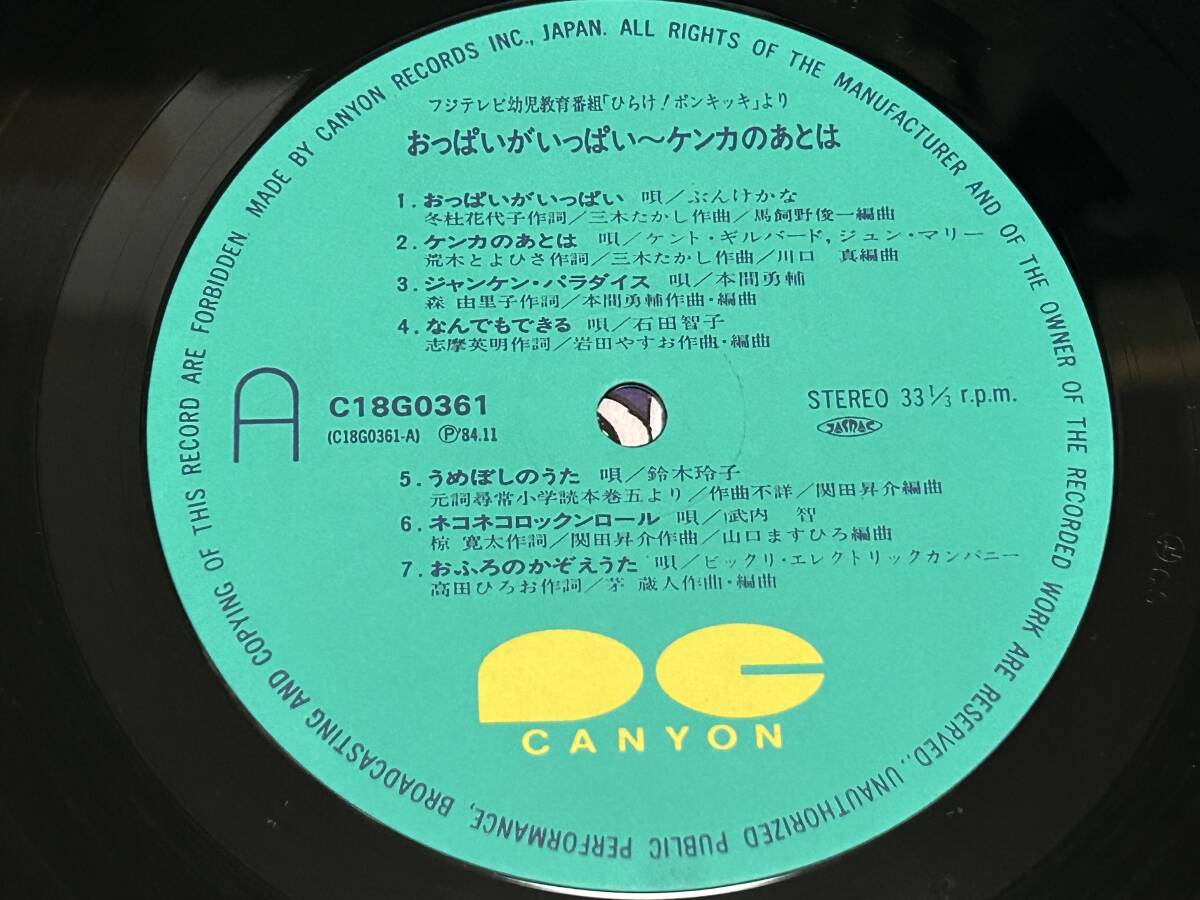 MADE BY CANYON RECORDS INC., JAPAN. ALL RIGHTS OF THE MANUFACTURER AND OF THE OWNER OF THE RECORDED WORK ARE RESERVED.. UNAUTHORIZED PUBLIC PERFORMANCE, BROADCASTING AND COPYING OF THIS RECORD ARE FORBIDDEN.
フジテレビ幼児教育番組「ひらけ!ポンキッキ」より
おっぱいがいっぱい〜ケンカのあとは
1. おっぱいがいっぱい 唄/ぶんけかな
冬杜花代子作詞/三木たかし作曲/馬飼野俊一編曲
2. ケンカのあとは 唄/ケント・ギルバード, ジュン・マリー
荒木とよひさ作詞/三木たかし作曲/川口 真編曲
3. ジャンケン・パラダイス 唄/本間勇輔
森 由里子作詞/本間勇輔作曲・編曲
4. なんでもできる 唄/石田智子
志摩英明作詞/岩田やすお作曲・編曲
A
C18G0361
(C18G0361-A) Ⓟ'84.11
STEREO 33 1/3 r.p.m.
JASRAC
5. うめぼしのうた 唄/鈴木玲子
元詞尋常小学読本巻五より/作曲不詳/関田昇介編曲
6. ネコネコロックンロール 唄/武内 智
椋 寛太作詞/関田昇介作曲/山口ますひろ編曲
7. おふろのかぞえうた 唄/ビックリ・エレクトリックカンパニー
高田ひろお作詞/茅 蔵人作曲・編曲
PC
CANYON